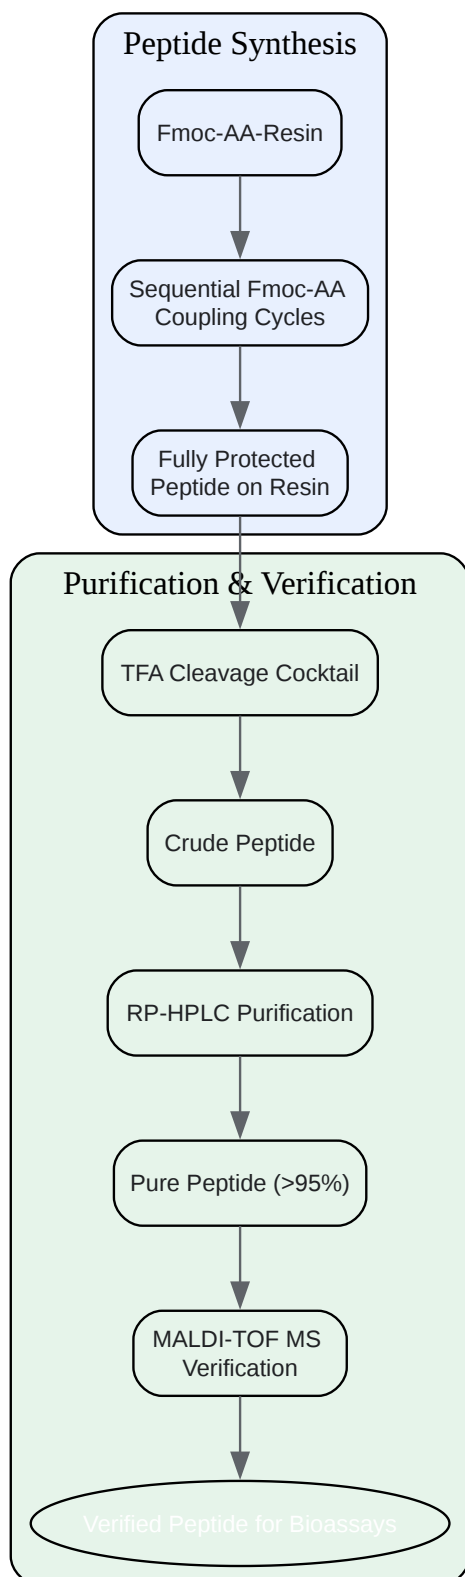 Peptide Synthesis
Fmoc-AA-Resin
Sequential Fmoc-AA
Coupling Cycles
Fully Protected
Peptide on Resin
Purification & Verification
TFA Cleavage Cocktail
Crude Peptide
RP-HPLC Purification
Pure Peptide (>95%)
MALDI-TOF MS
Verification
Verified Peptide for Bioassays